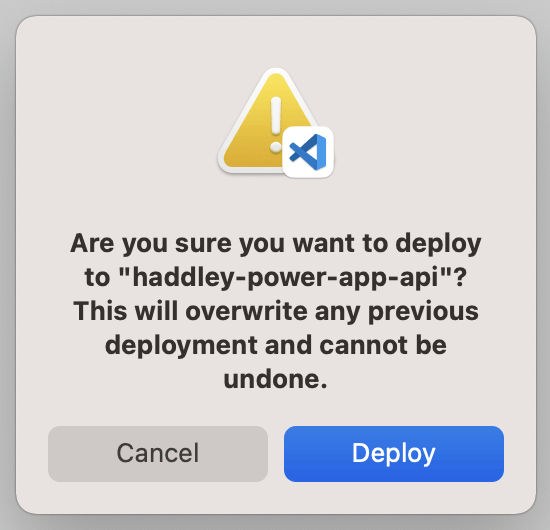 Are you sure you want to deploy
to "haddley-power-app-api"?
This will overwrite any previous
deployment and cannot be
undone.
Cancel
Deploy